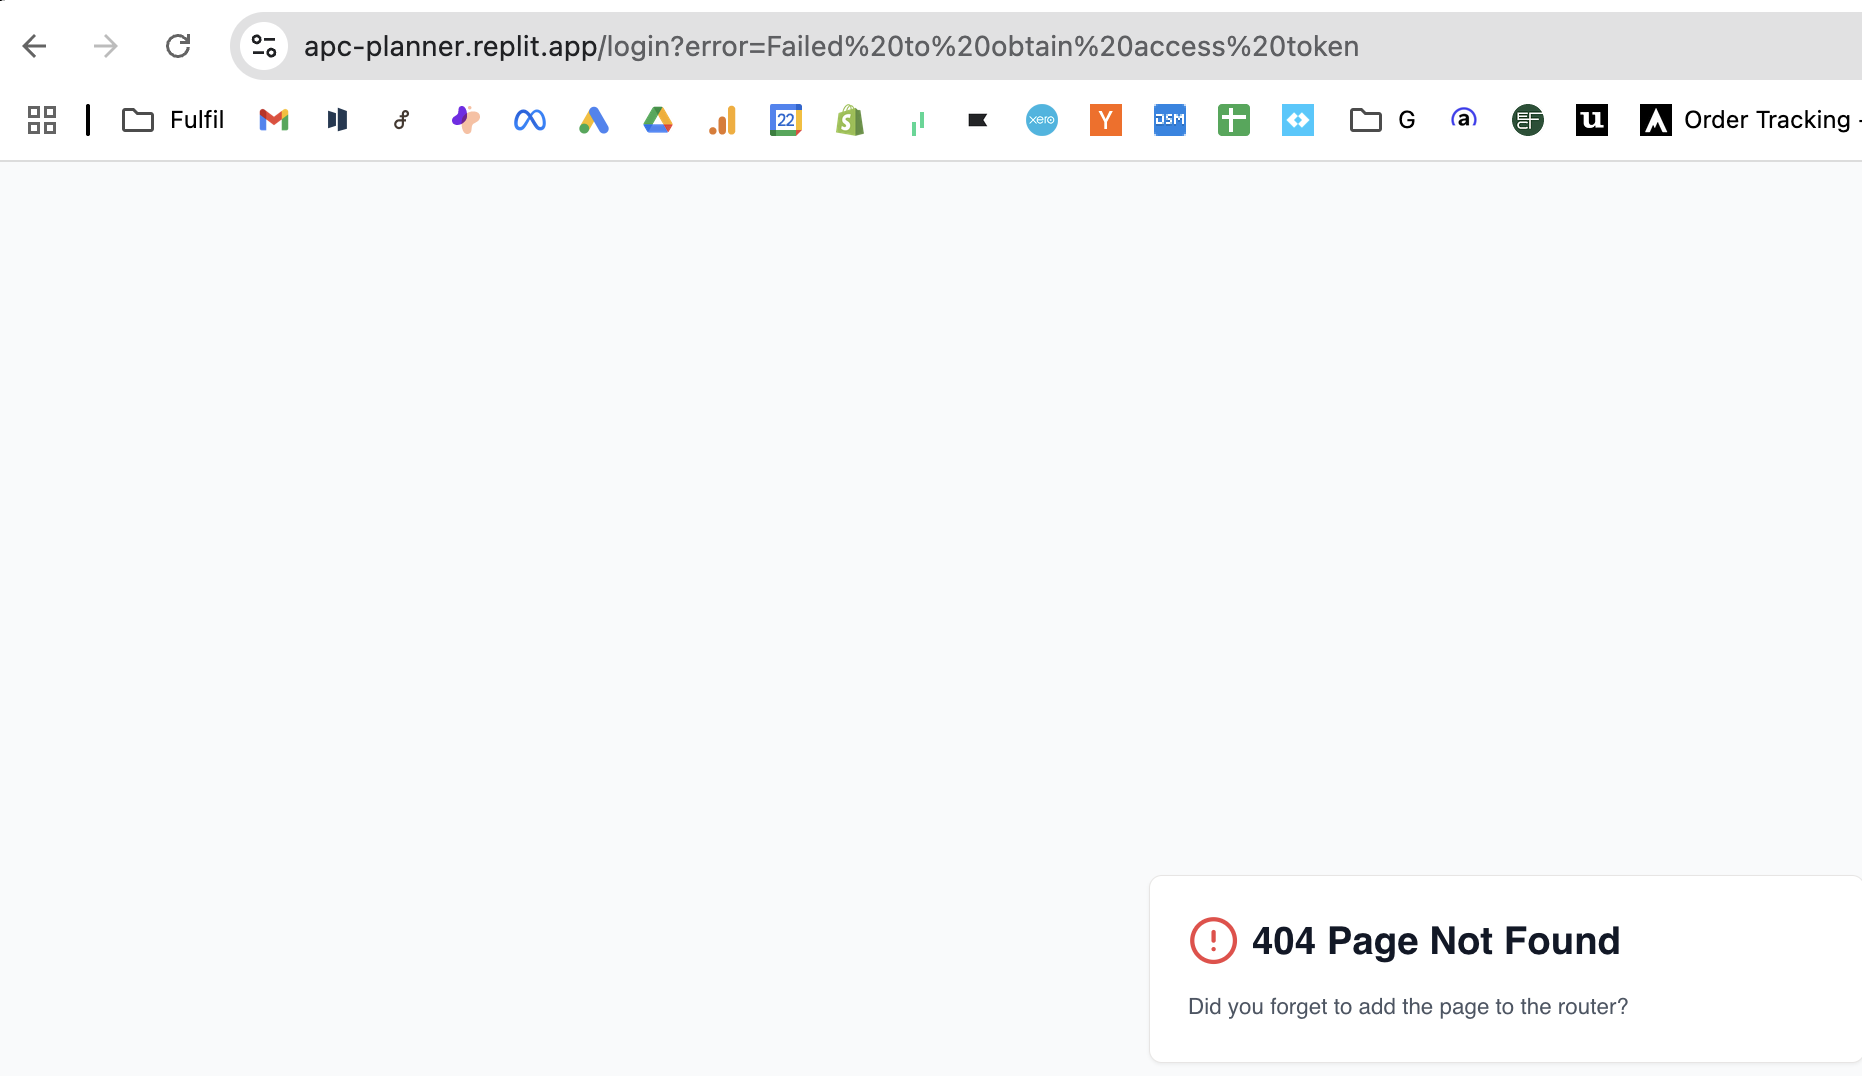 apc-planner.replit.app/login?error=Failed%20to%20obtain%20access%20token
Fulfil 22 xero Y DSM G a ECF u Order Tracking -
404 Page Not Found
Did you forget to add the page to the router?